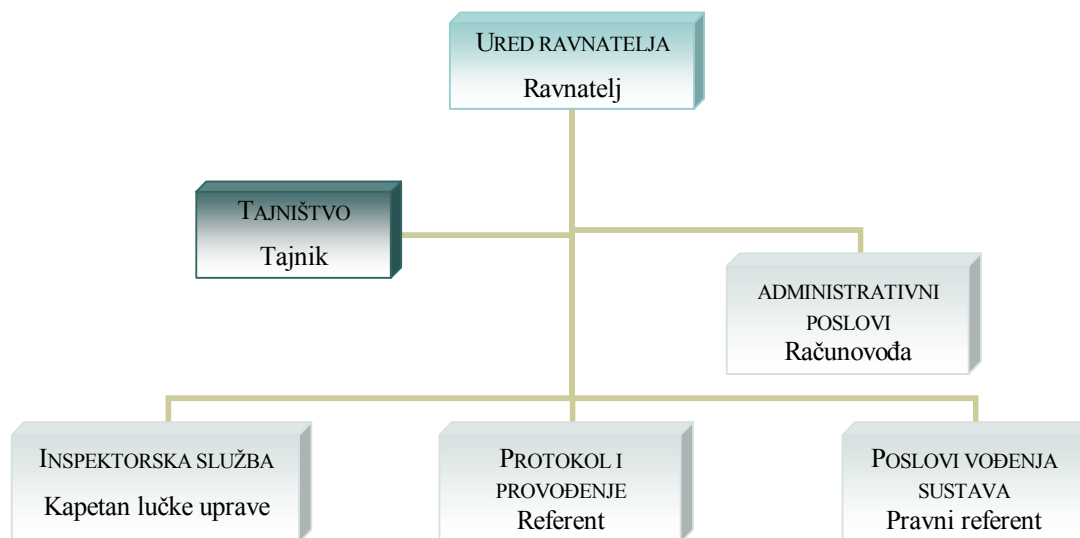 URED RAVNATELJA
Ravnatelj
TAJNIŠTVO
Tajnik
ADMINISTRATIVNI
POSLOVI
Računovođa
INSPEKTORSKA SLUŽBA
Kapetan lučke uprave
PROTOKOL I
PROVOĐENJE
Referent
POSLOVI VOĐENJA
SUSTAVA
Pravni referent